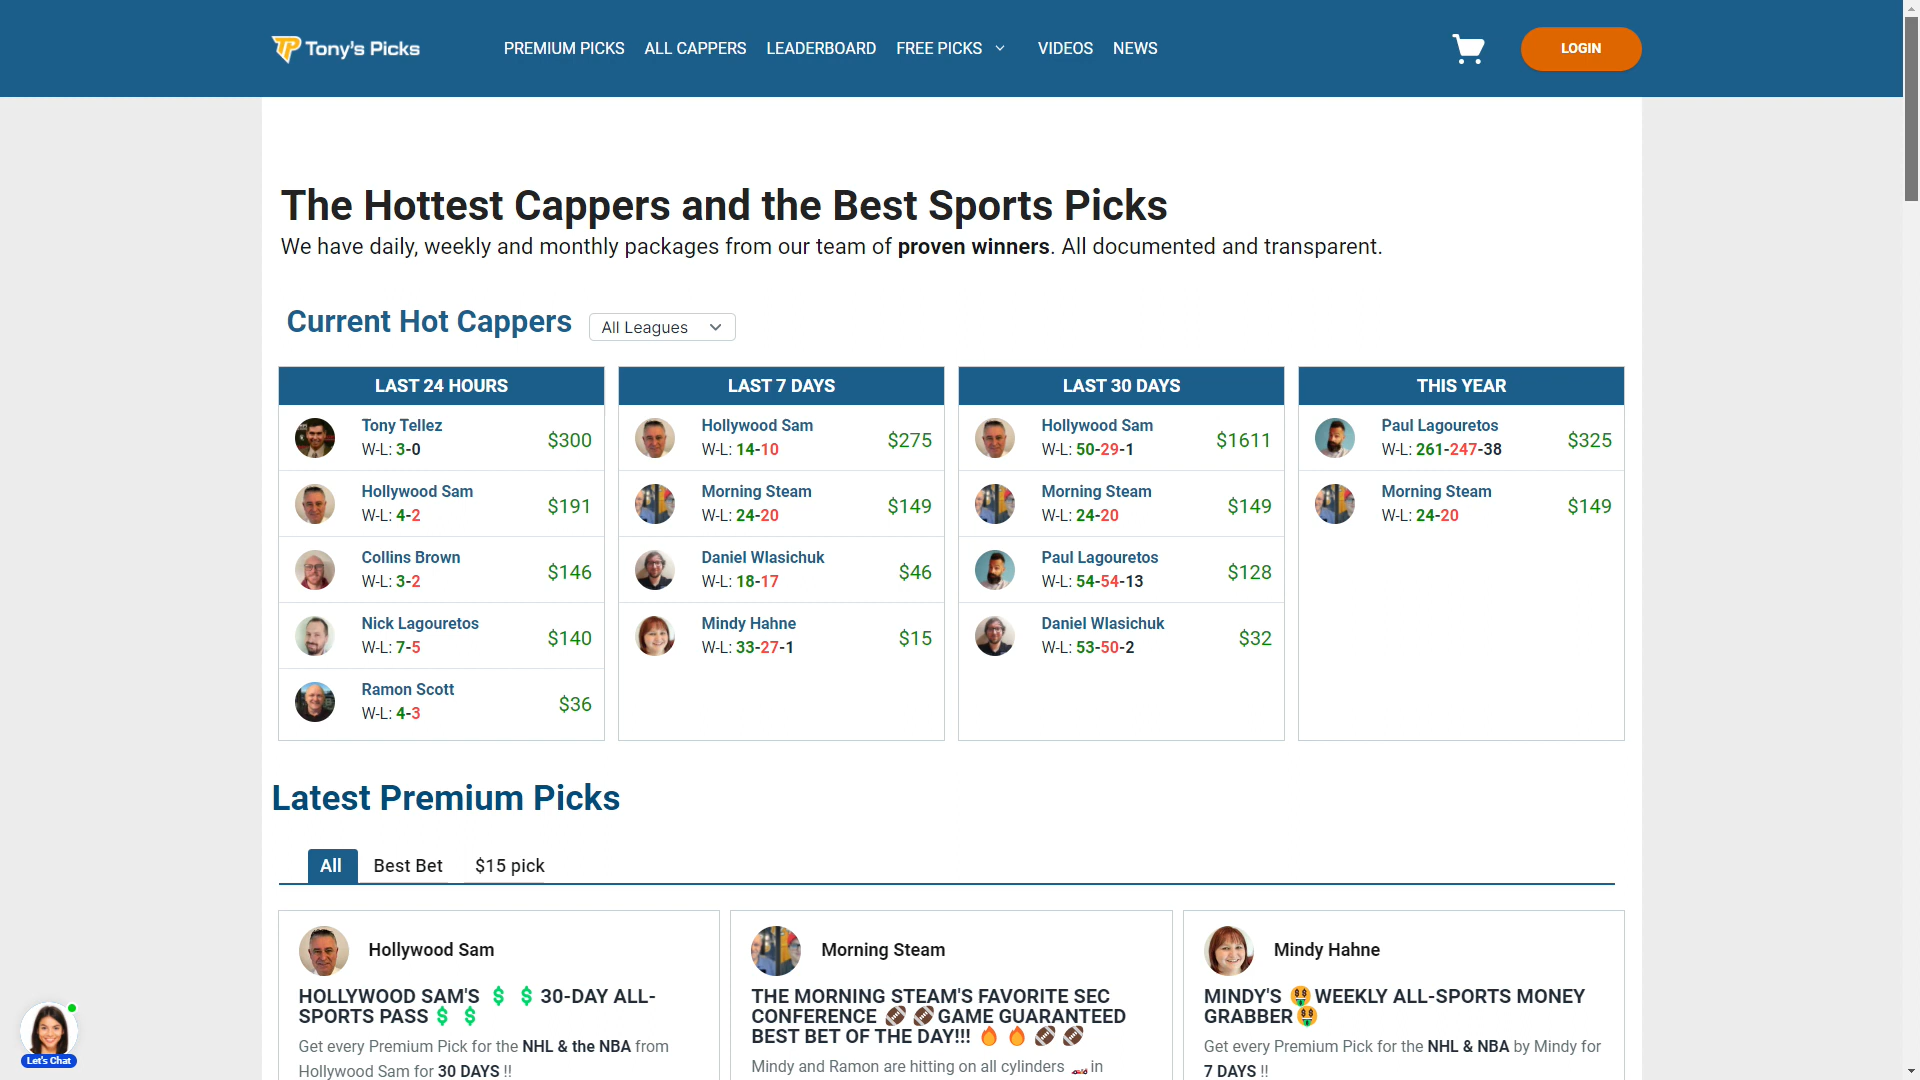 TP Tony's Picks
PREMIUM PICKS
ALL CAPPERS
LEADERBOARD
FREE PICKS
VIDEOS
NEWS
LOGIN
The Hottest Cappers and the Best Sports Picks
We have daily, weekly and monthly packages from our team of proven winners. All documented and transparent.
Current Hot Cappers
All Leagues
LAST 24 HOURS
Tony Tellez
W-L: 3-0
$300
Hollywood Sam
W-L: 4-2
$191
Collins Brown
W-L: 3-2
$146
Nick Lagouretos
W-L: 7-5
$140
Ramon Scott
W-L: 4-3
$36
LAST 7 DAYS
Hollywood Sam
W-L: 14-10
$275
Morning Steam
W-L: 24-20
$149
Daniel Wlasichuk
W-L: 18-17
$46
Mindy Hahne
W-L: 33-27-1
$15
LAST 30 DAYS
Hollywood Sam
W-L: 50-29-1
$1611
Morning Steam
W-L: 24-20
$149
Paul Lagouretos
W-L: 54-54-13
$128
Daniel Wlasichuk
W-L: 53-50-2
$32
THIS YEAR
Paul Lagouretos
W-L: 261-247-38
$325
Morning Steam
W-L: 24-20
$149
Latest Premium Picks
All
Best Bet
$15 pick
Hollywood Sam
HOLLYWOOD SAM'S 💲 💲 30-DAY ALL-
SPORTS PASS 💲 💲
Get every Premium Pick for the NHL & the NBA from
Hollywood Sam for 30 DAYS !!
Morning Steam
THE MORNING STEAM'S FAVORITE SEC
CONFERENCE 🏈 🏈 GAME GUARANTEED
BEST BET OF THE DAY!!! 🔥 🔥 🏈 🏈
Mindy and Ramon are hitting on all cylinders 🏎️ in
Mindy Hahne
MINDY'S 🤑 WEEKLY ALL-SPORTS MONEY
GRABBER 🤑
Get every Premium Pick for the NHL & NBA by Mindy for
7 DAYS !!
Let's Chat